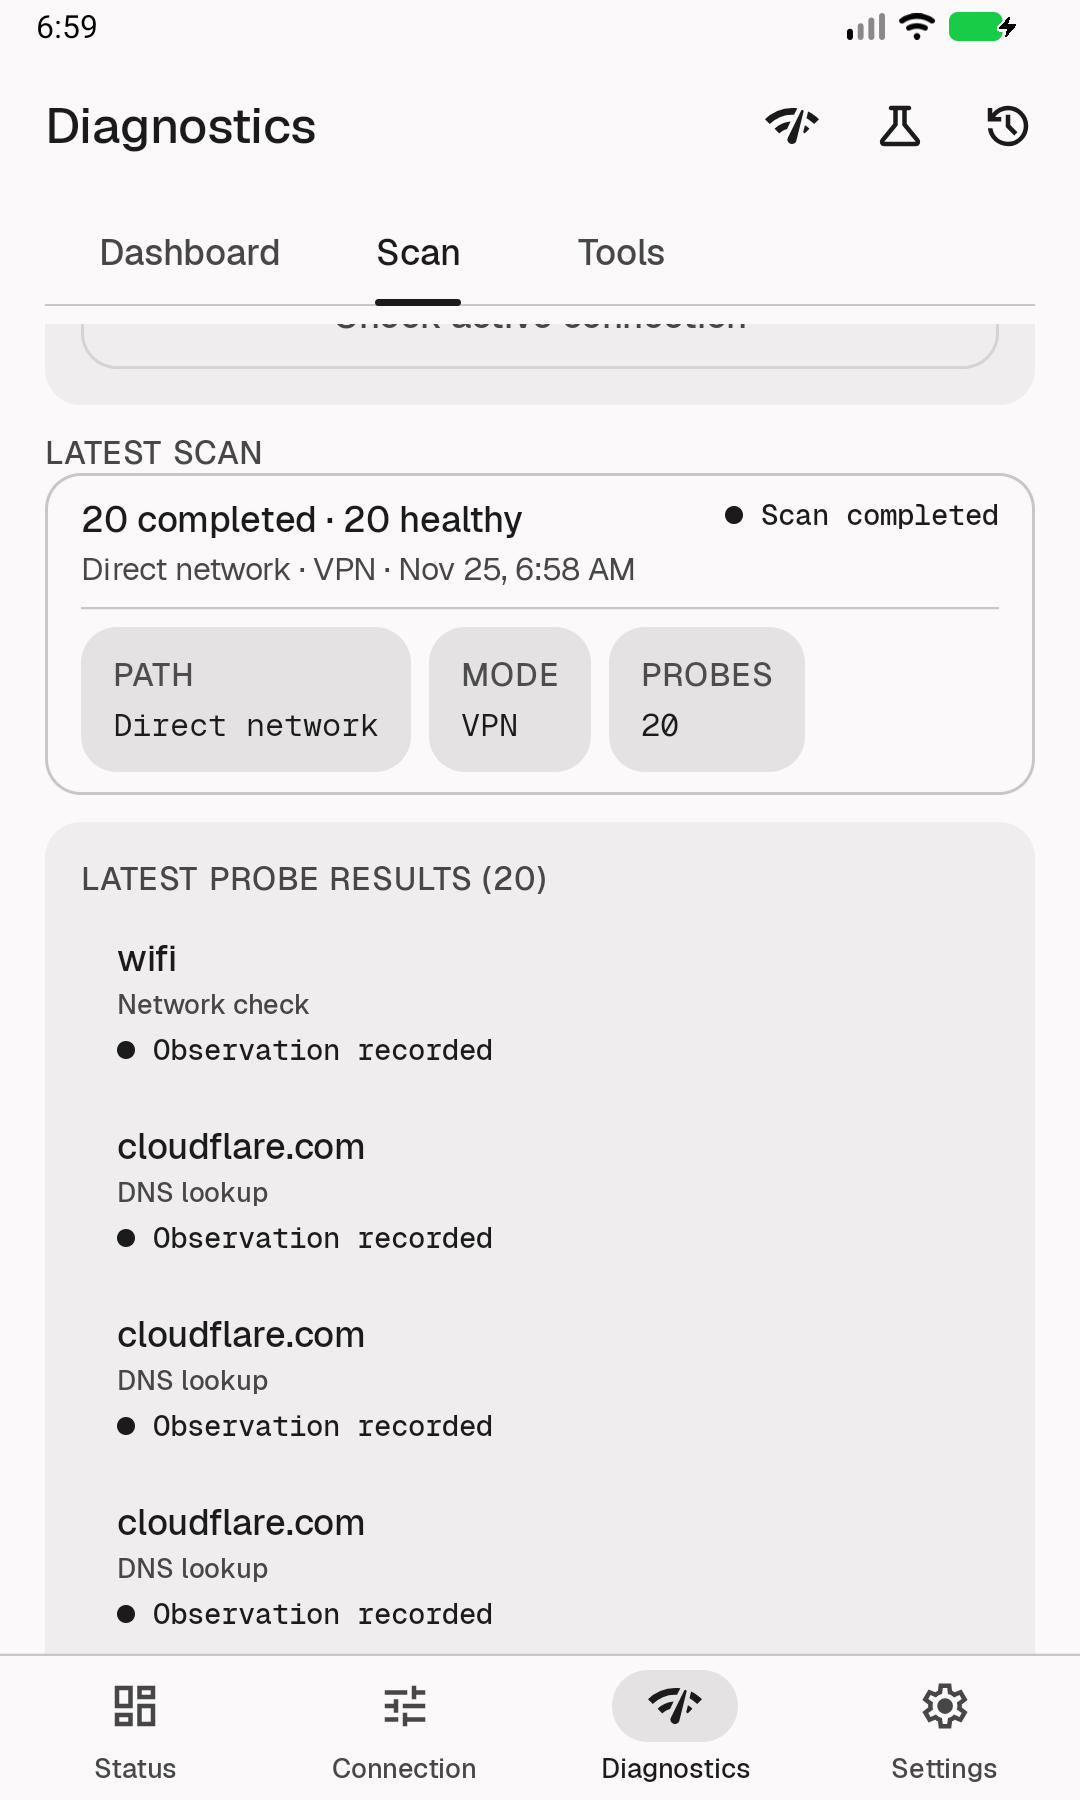 6:59
Diagnostics
Dashboard Scan Tools
Check active connection
LATEST SCAN
20 completed · 20 healthy
Scan completed
Direct network · VPN · Nov 25, 6:58 AM
PATH MODE PROBES
Direct network VPN 20
LATEST PROBE RESULTS (20)
wifi
Network check
Observation recorded
cloudflare.com
DNS lookup
Observation recorded
cloudflare.com
DNS lookup
Observation recorded
cloudflare.com
DNS lookup
Observation recorded
Status Connection Diagnostics Settings